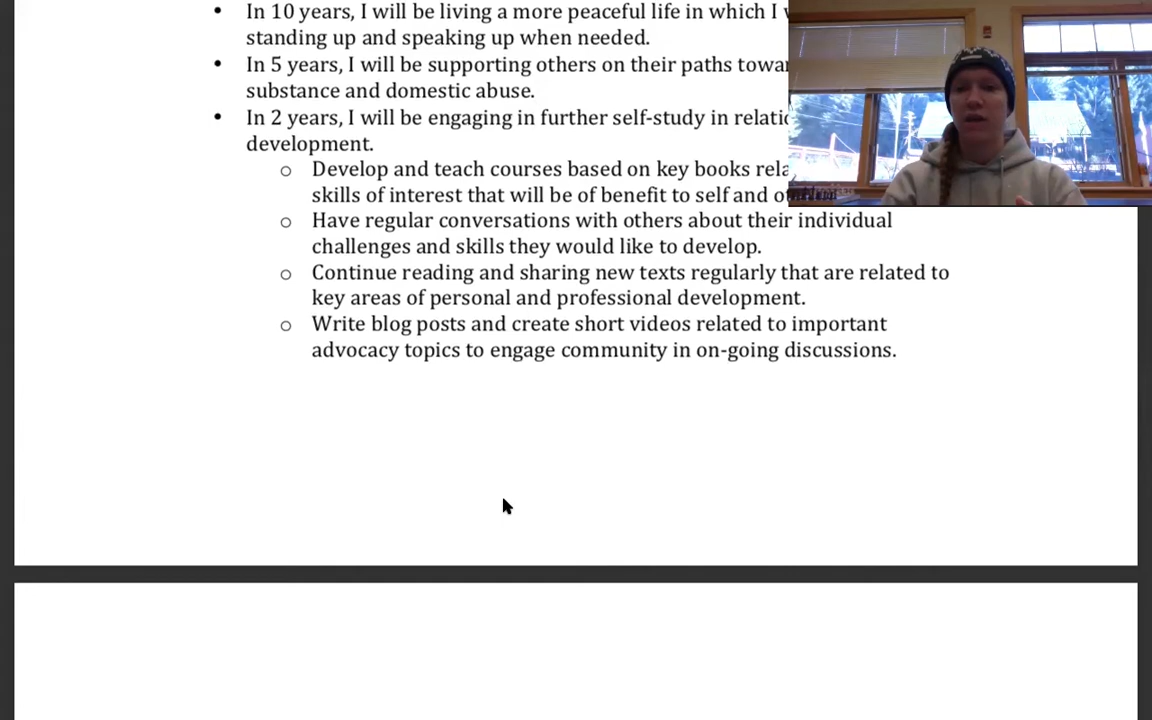 In 10 years, I will be living a more peaceful life in which I
standing up and speaking up when needed.
In 5 years, I will be supporting others on their paths
substance and domestic abuse.
In 2 years, I will be engaging in further self-study in
development.
Develop and teach courses based on key books
skills of interest that will be of benefit to self and
Have regular conversations with others about their individual
challenges and skills they would like to develop.
Continue reading and sharing new texts regularly that are related to
key areas of personal and professional development.
Write blog posts and create short videos related to important
advocacy topics to engage community in on-going discussions.